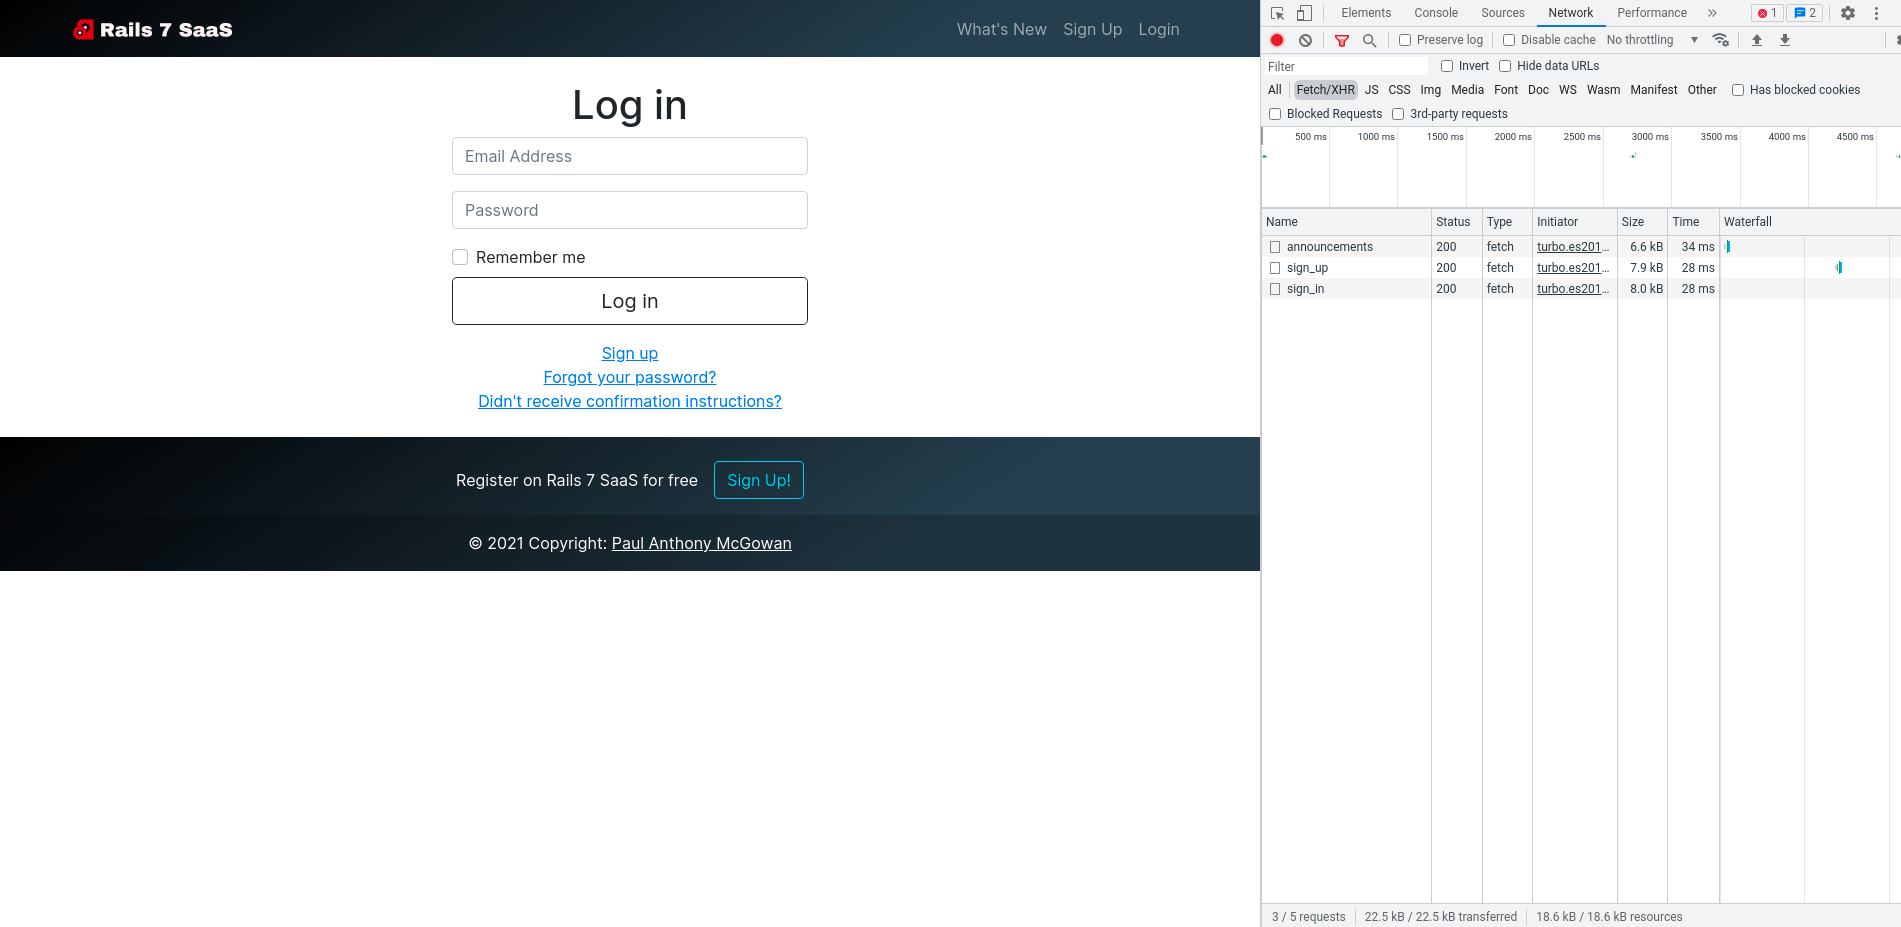 Rails 7 SaaS
What's New Sign Up Login
Log in
Email Address
Password
Remember me
Log in
Sign up
Forgot your password?
Didn't receive confirmation instructions?
Register on Rails 7 SaaS for free Sign Up!
© 2021 Copyright: Paul Anthony McGowan
Elements Console Sources Network Performance » 1 2
Preserve log Disable cache No throttling
Filter Invert Hide data URLs
All Fetch/XHR JS CSS Img Media Font Doc WS Wasm Manifest Other Has blocked cookies
Blocked Requests 3rd-party requests
500 ms 1000 ms 1500 ms 2000 ms 2500 ms 3000 ms 3500 ms 4000 ms 4500 ms
Name Status Type Initiator Size Time Waterfall
announcements 200 fetch turbo.es201… 6.6 kB 34 ms
sign_up 200 fetch turbo.es201… 7.9 kB 28 ms
sign_in 200 fetch turbo.es201… 8.0 kB 28 ms
3 / 5 requests 22.5 kB / 22.5 kB transferred 18.6 kB / 18.6 kB resources